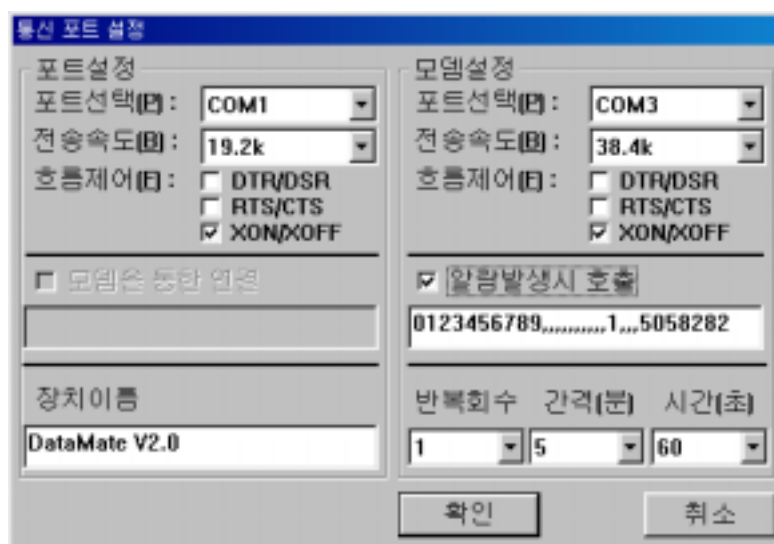 통신 포트 설정
포트설정
포트선택(P) : COM1
전송속도(B) : 19.2k
흐름제어(F) : DTR/DSR
RTS/CTS
XON/XOFF
모뎀을 통한 연결
장치이름
DataMate V2.0
모뎀설정
포트선택(P) : COM3
전송속도(B) : 38.4k
흐름제어(F) : DTR/DSR
RTS/CTS
XON/XOFF
알람발생시 호출
0123456789,,,,,,,,,,,1,,,5058282
반복회수 간격(분) 시간(초)
1 5 60
확인 취소